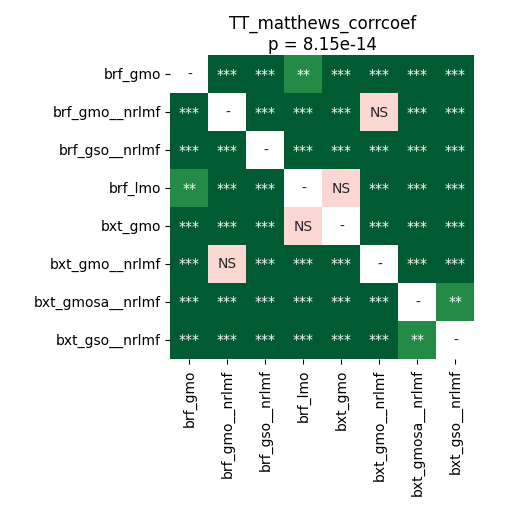 TT_matthews_corrcoef
p = 8.15e-14
brf_gmo - *** *** ** *** *** *** ***
brf_gmo__nrlmf *** - *** *** *** NS *** ***
brf_gso__nrlmf *** *** - *** *** *** *** ***
brf_lmo ** *** *** - NS *** *** ***
bxt_gmo *** *** *** NS - *** *** ***
bxt_gmo__nrlmf *** NS *** *** *** - *** ***
bxt_gmosa__nrlmf *** *** *** *** *** *** - **
bxt_gso__nrlmf *** *** *** *** *** *** ** -
brf_gmo
brf_gmo__nrlmf
brf_gso__nrlmf
brf_lmo
bxt_gmo
bxt_gmo__nrlmf
bxt_gmosa__nrlmf
bxt_gso__nrlmf